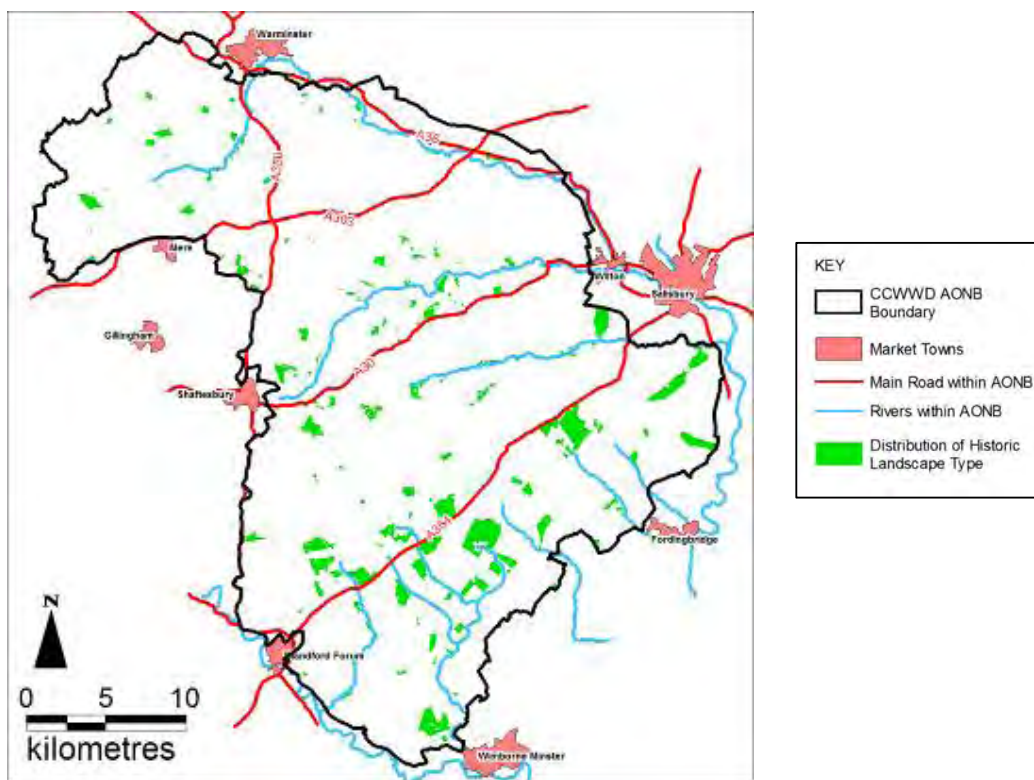 Warminster
A36
A350
A303
Mere
Wilton
Salisbury
Gillingham
A30
Shaftesbury
A354
Fordingbridge
N
Blandford Forum
0 5 10
kilometres
Wimborne Minster
KEY
CCWWD AONB
Boundary
Market Towns
Main Road within AONB
Rivers within AONB
Distribution of Historic
Landscape Type